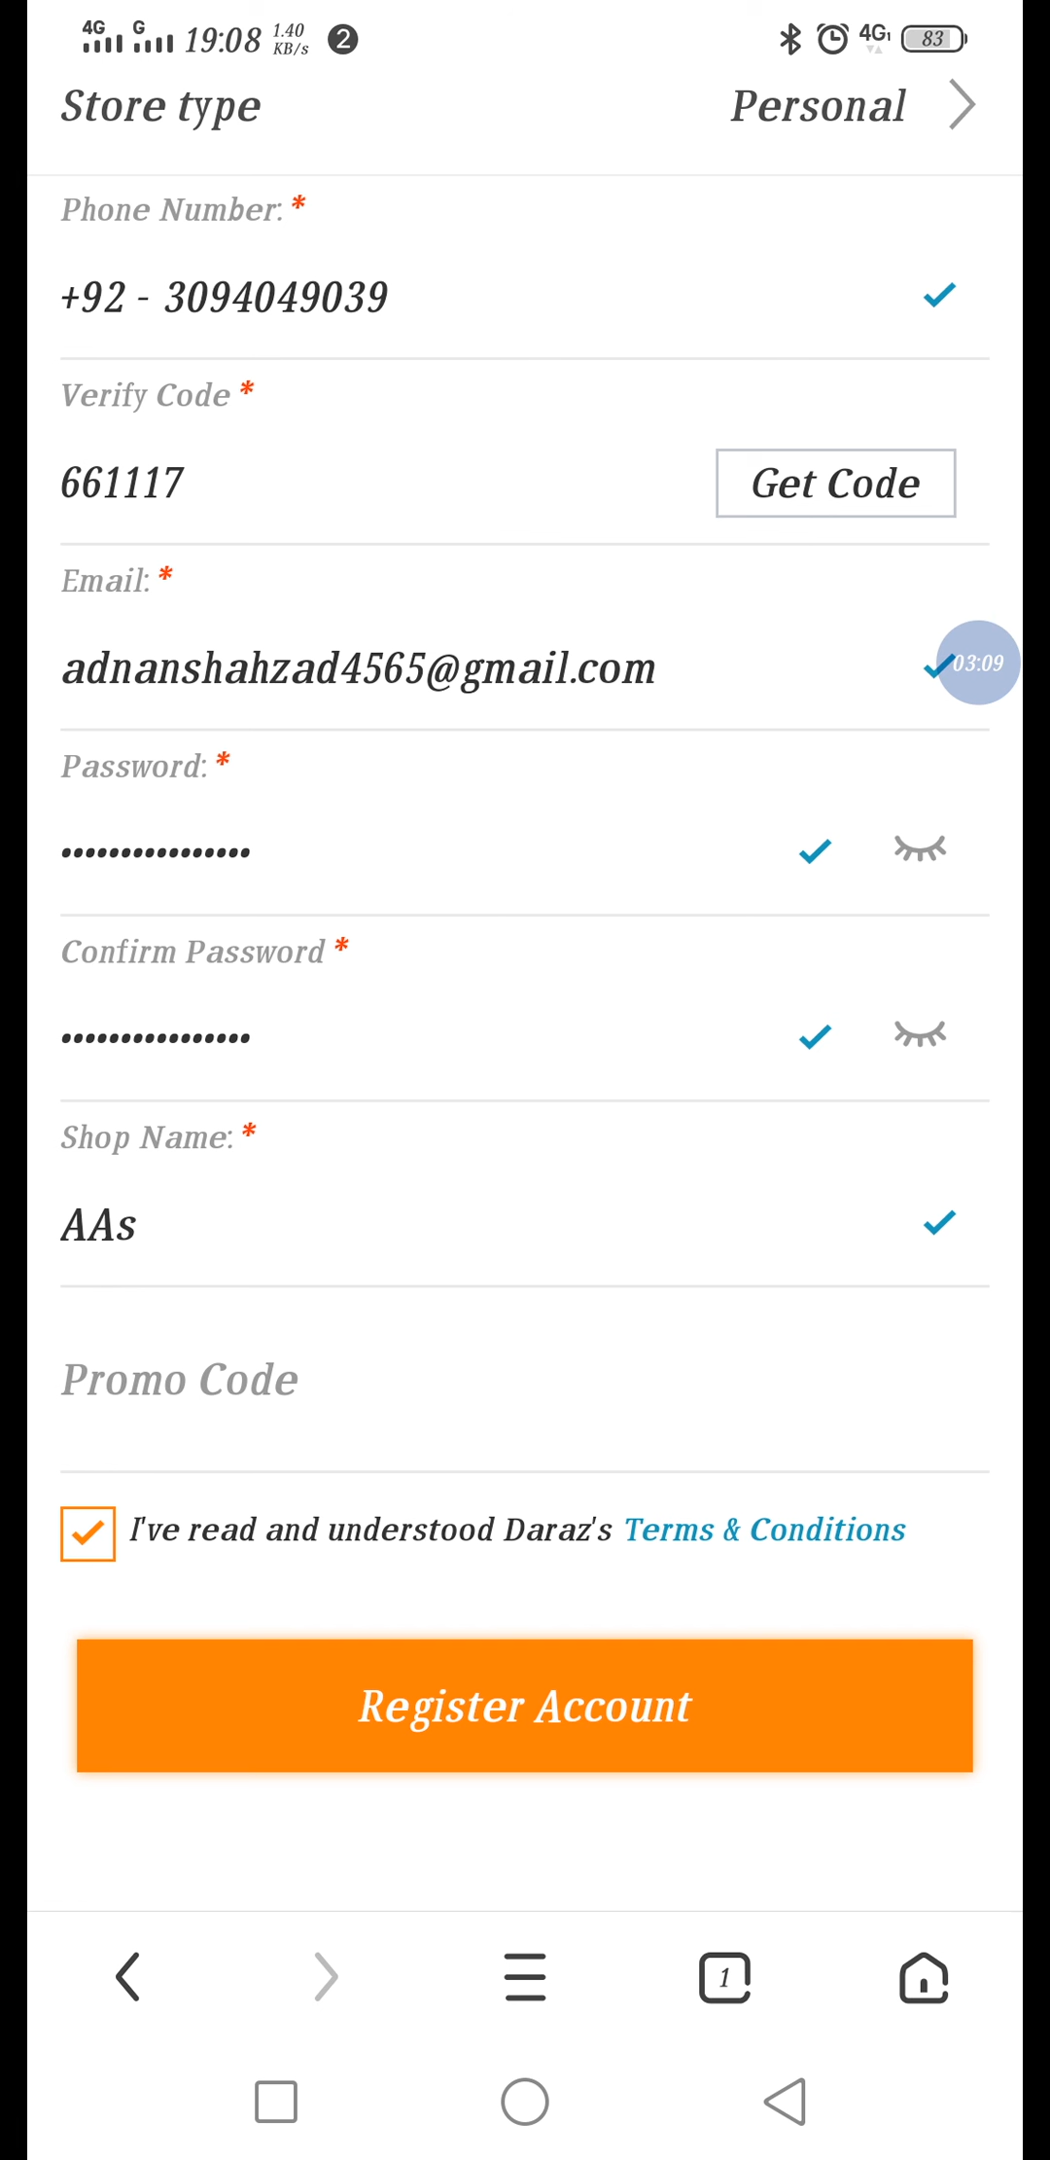 4G G 19:08 1.40 KB/s 2 4G1 83
Store type Personal
Phone Number: *
+92 - 3094049039
Verify Code *
661117 Get Code
Email: *
adnanshahzad4565@gmail.com 03:09
Password: *
••••••••••••••••
Confirm Password *
••••••••••••••••
Shop Name: *
AAs
Promo Code
I've read and understood Daraz's Terms & Conditions
Register Account
1